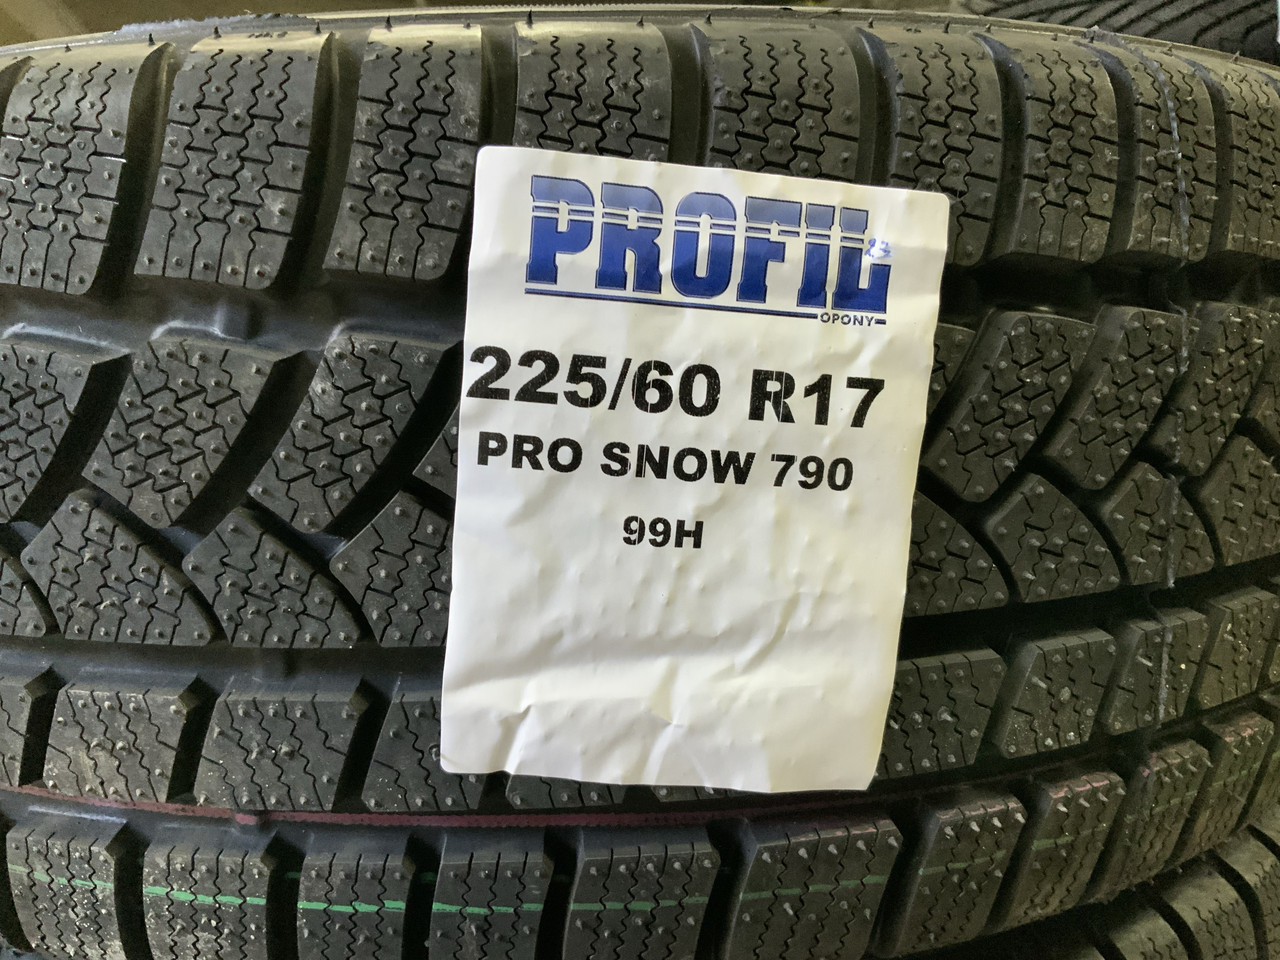 PROFIL
OPONY
225/60 R17
PRO SNOW 790
99H